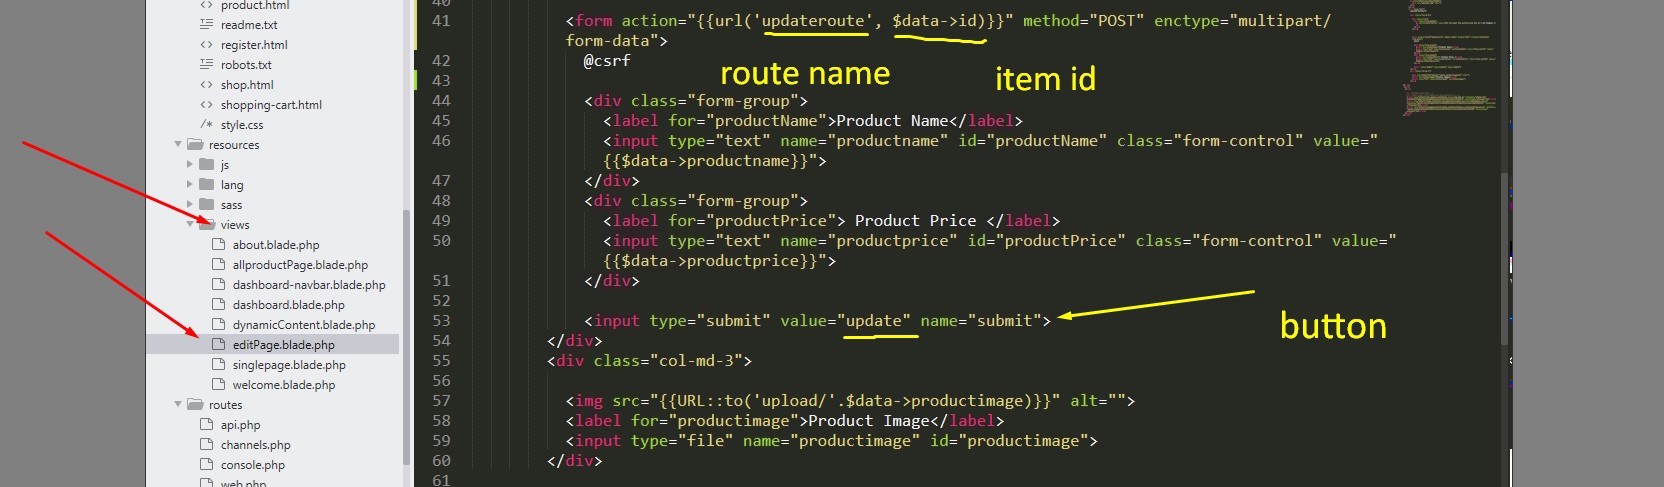 product.html
readme.txt
register.html
robots.txt
shop.html
shopping-cart.html
style.css
resources
js
lang
sass
views
about.blade.php
allproductPage.blade.php
dashboard-navbar.blade.php
dashboard.blade.php
dynamicContent.blade.php
editPage.blade.php
singlepage.blade.php
welcome.blade.php
routes
api.php
channels.php
console.php
web.php
40
41 <form action="{{url('updateroute', $data->id)}}" method="POST" enctype="multipart/
form-data">
42 @csrf
43
route name
item id
44 <div class="form-group">
45 <label for="productName">Product Name</label>
46 <input type="text" name="productname" id="productName" class="form-control" value="
{{$data->productname}}">
47 </div>
48 <div class="form-group">
49 <label for="productPrice"> Product Price </label>
50 <input type="text" name="productprice" id="productPrice" class="form-control" value="
{{$data->productprice}}">
51 </div>
52
53 <input type="submit" value="update" name="submit">
button
54 </div>
55 <div class="col-md-3">
56
57 <img src="{{URL::to('upload/'.$data->productimage)}}" alt="">
58 <label for="productimage">Product Image</label>
59 <input type="file" name="productimage" id="productimage">
60 </div>
61